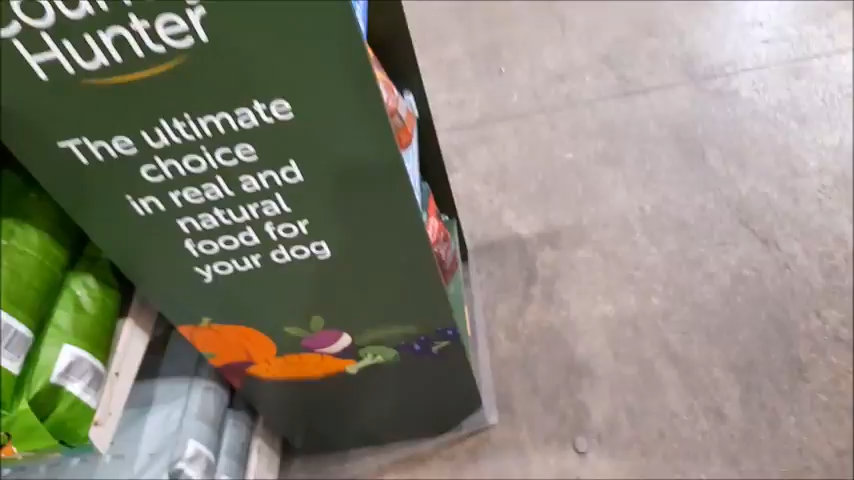 Hunter
The ultimate
choice
in real and
natural
food for
your dog